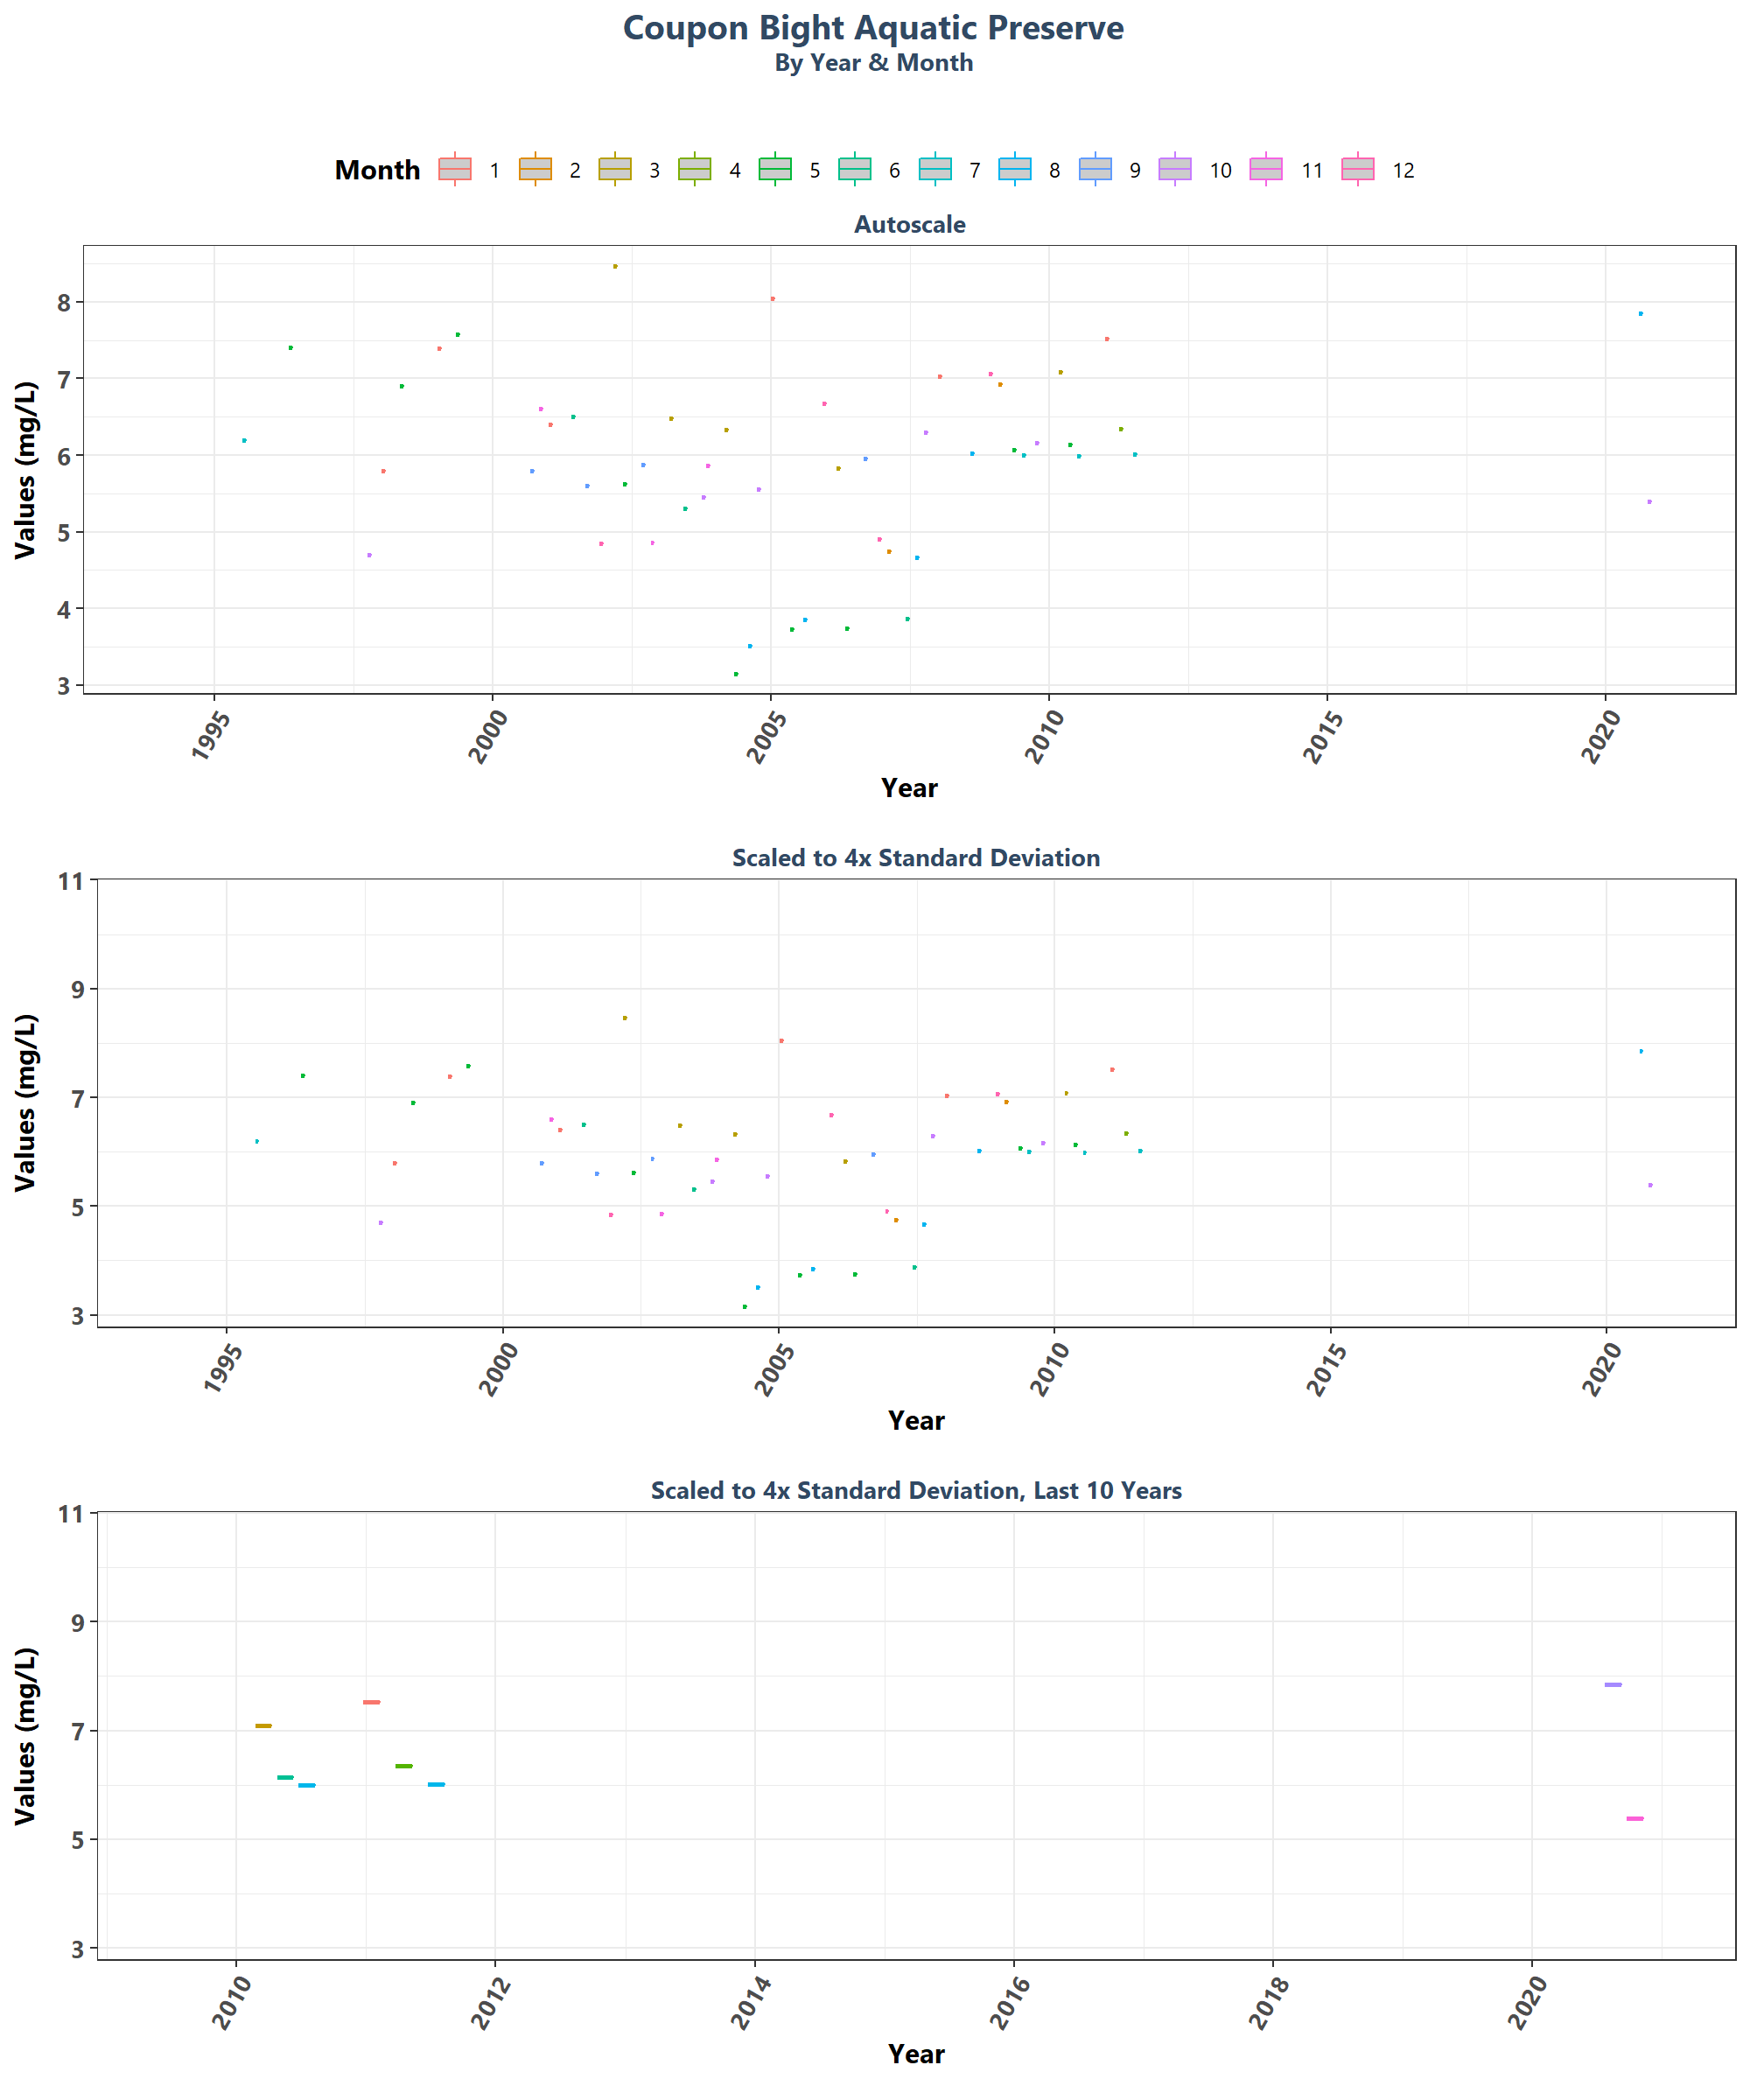 Coupon Bight Aquatic Preserve
By Year & Month
Month 1 2 3 4 5 6 7 8 9 10 11 12
Autoscale
Values (mg/L)
8
7
6
5
4
3
1995 2000 2005 2010 2015 2020
Year
Scaled to 4x Standard Deviation
Values (mg/L)
11
9
7
5
3
1995 2000 2005 2010 2015 2020
Year
Scaled to 4x Standard Deviation, Last 10 Years
Values (mg/L)
11
9
7
5
3
2010 2012 2014 2016 2018 2020
Year